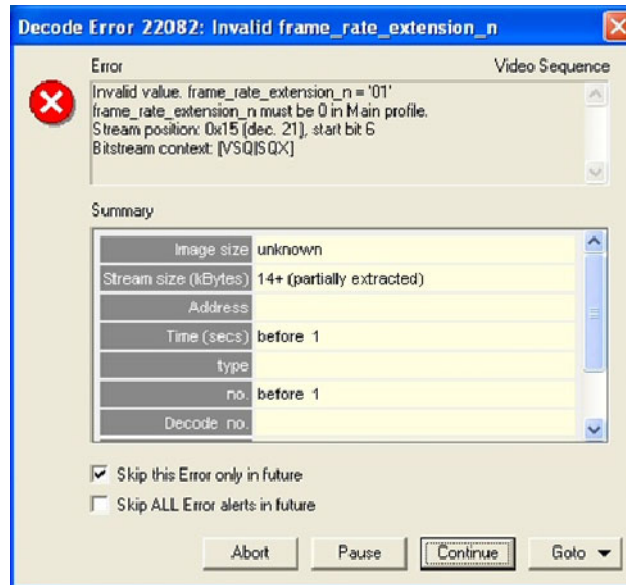 Decode Error 22082: Invalid frame_rate_extension_n
Error
Video Sequence
Invalid value. frame_rate_extension_n = '01'
frame_rate_extension_n must be 0 in Main profile.
Stream position: 0x15 (dec. 21), start bit 6
Bitstream context: [VSQ|SQX]
Summary
Image size unknown
Stream size (kBytes) 14+ (partially extracted)
Address
Time (secs) before 1
type
no. before 1
Decode no.
Skip this Error only in future
Skip ALL Error alerts in future
Abort Pause Continue Goto